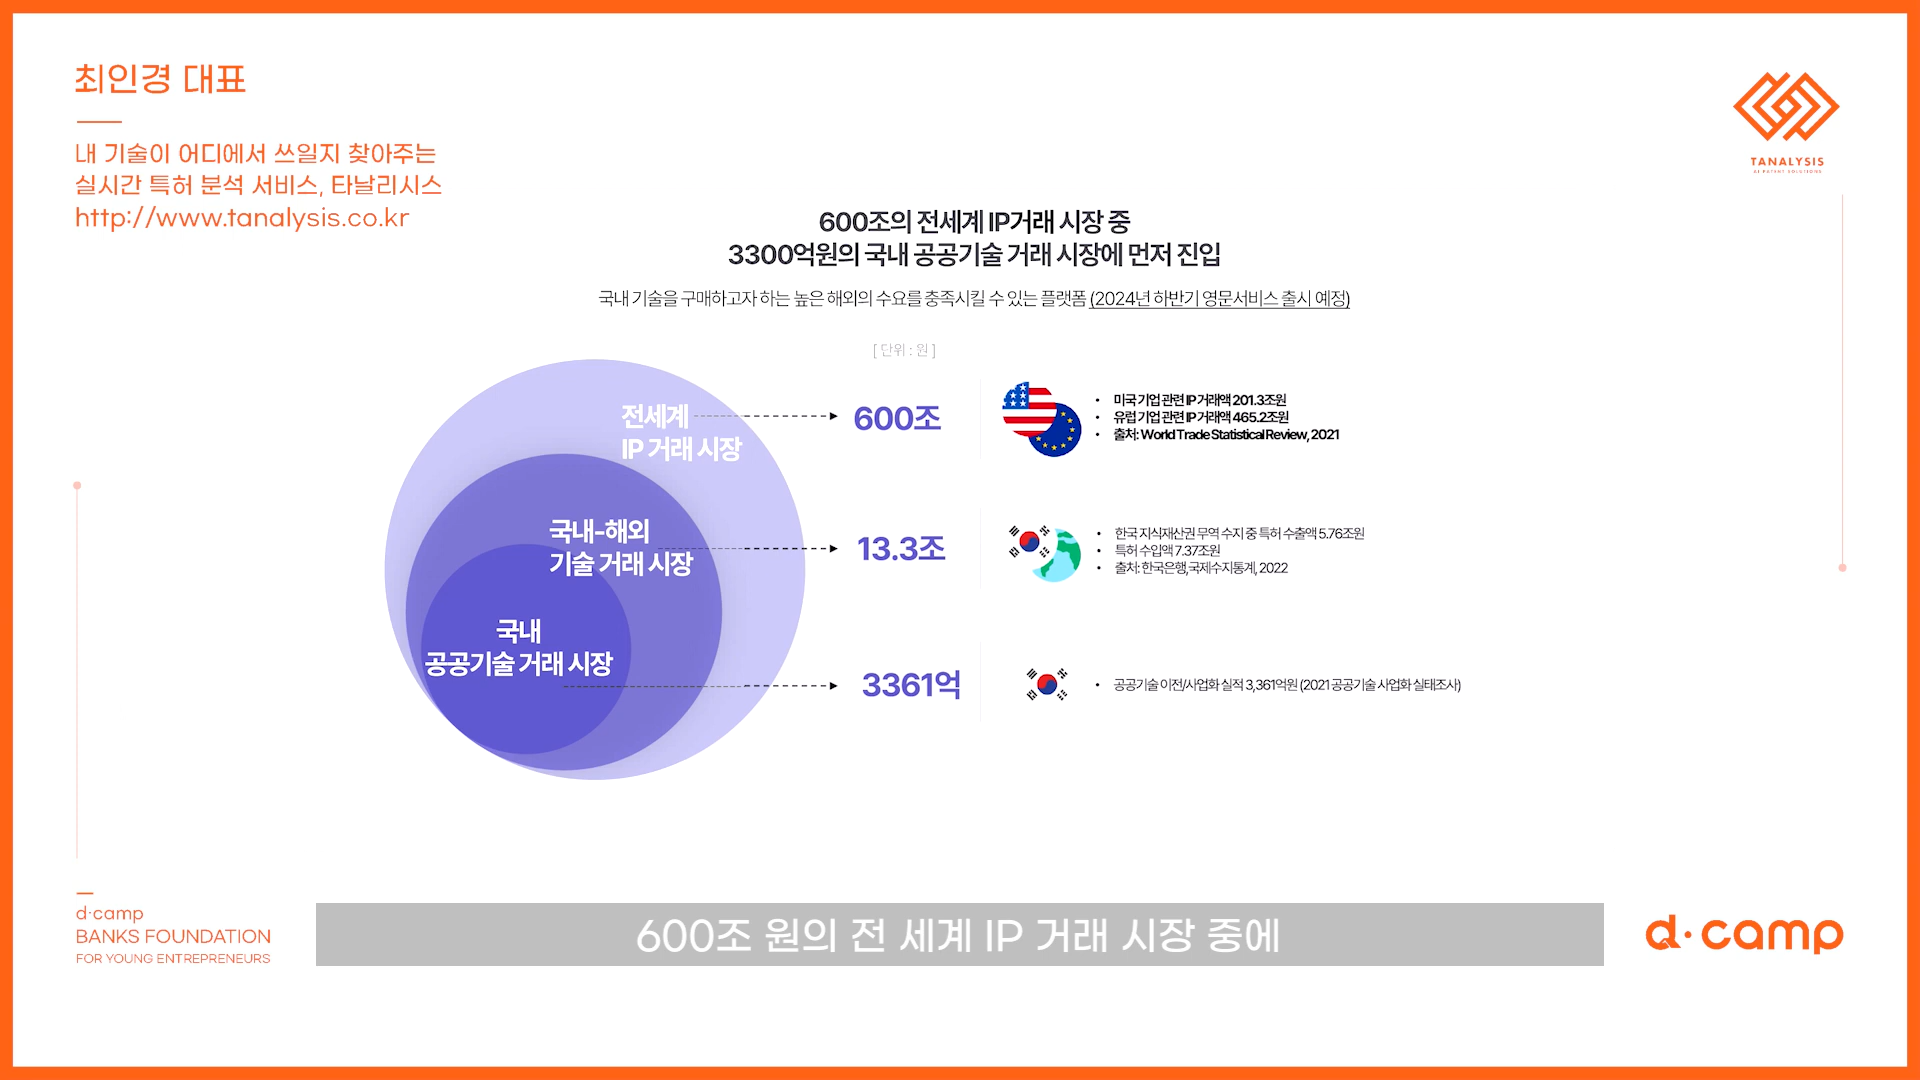 최인경 대표
내 기술이 어디에서 쓰일지 찾아주는
실시간 특허 분석 서비스, 타날리시스
http://www.tanalysis.co.kr
TANALYSIS
AI PATENT SOLUTIONS
600조의 전세계 IP거래 시장 중
3300억원의 국내 공공기술 거래 시장에 먼저 진입
국내 기술을 구매하고자 하는 높은 해외의 수요를 충족시킬 수 있는 플랫폼 (2024년 하반기 영문서비스 출시 예정)
[ 단위 : 원 ]
전세계
IP 거래 시장
600조
• 미국 기업 관련 IP 거래액 201.3조원
• 유럽 기업 관련 IP 거래액 465.2조원
• 출처: World Trade Statistical Review, 2021
국내-해외
기술 거래 시장
13.3조
• 한국 지식재산권 무역 수지 중 특허 수출액 5.76조원
• 특허 수입액 7.37조원
• 출처: 한국은행, 국제수지통계, 2022
국내
공공기술 거래 시장
3361억
• 공공기술 이전/사업화 실적 3,361억원 (2021 공공기술 사업화 실태조사)
d·camp
BANKS FOUNDATION
FOR YOUNG ENTREPRENEURS
600조 원의 전 세계 IP 거래 시장 중에
d·camp